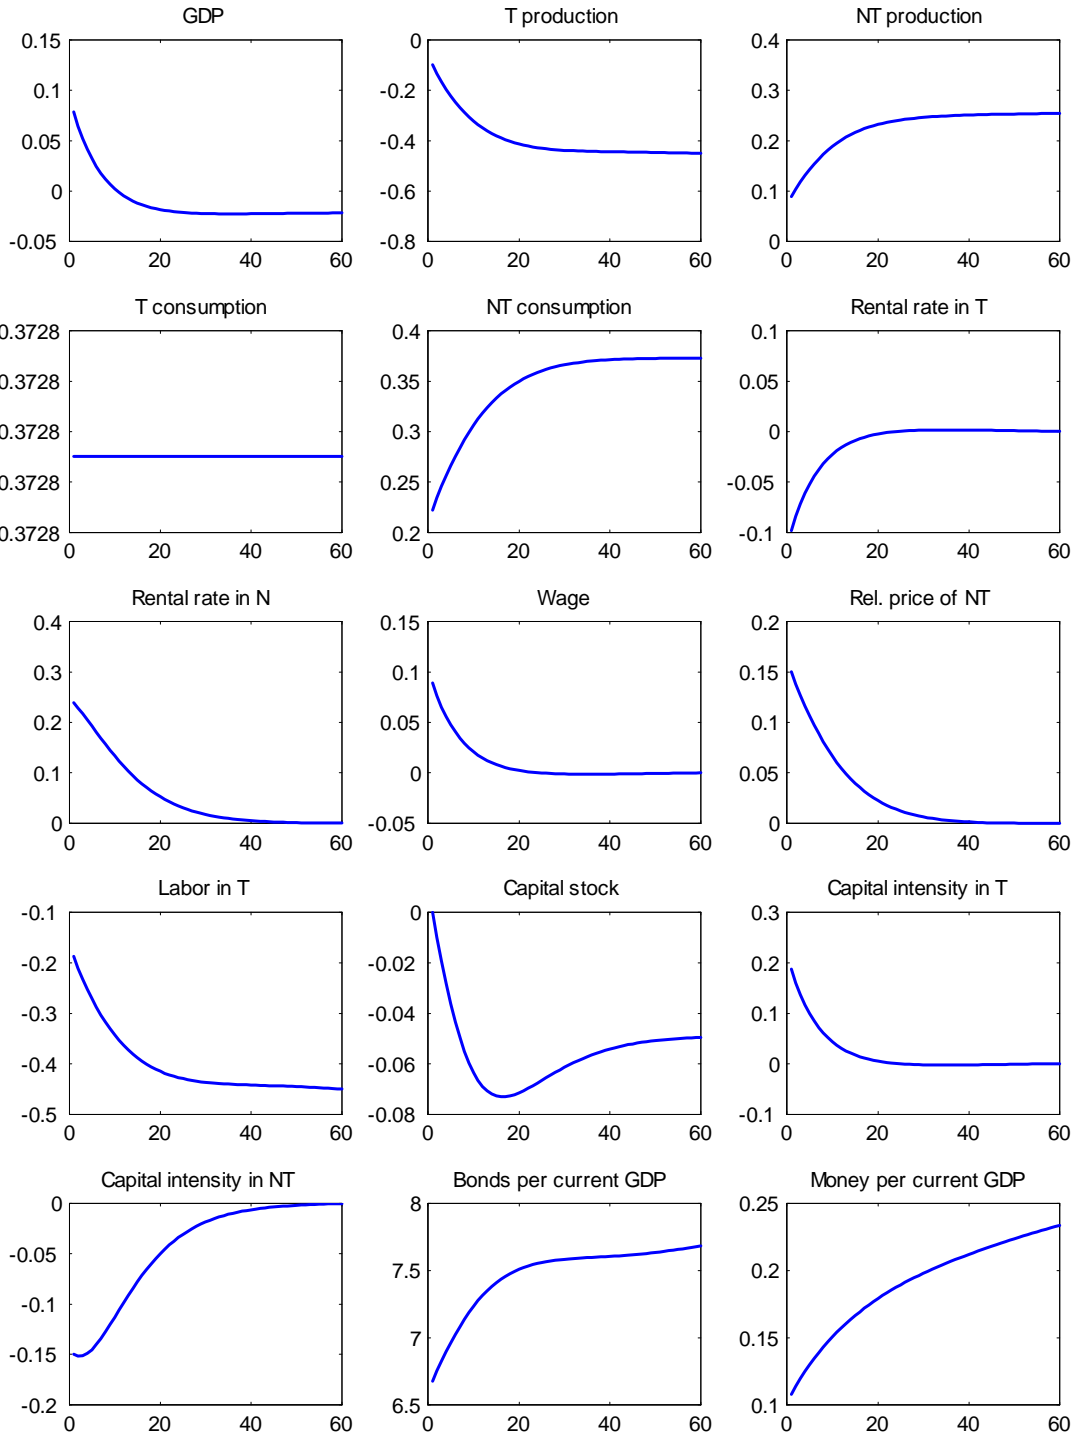 GDP
0.15
0.1
0.05
0
-0.05
0 20 40 60
T production
0
-0.2
-0.4
-0.6
-0.8
0 20 40 60
NT production
0.4
0.3
0.2
0.1
0
0 20 40 60
T consumption
0.3728
0.3728
0.3728
0.3728
0.3728
0 20 40 60
NT consumption
0.4
0.35
0.3
0.25
0.2
0 20 40 60
Rental rate in T
0.1
0.05
0
-0.05
-0.1
0 20 40 60
Rental rate in N
0.4
0.3
0.2
0.1
0
0 20 40 60
Wage
0.15
0.1
0.05
0
-0.05
0 20 40 60
Rel. price of NT
0.2
0.15
0.1
0.05
0
0 20 40 60
Labor in T
-0.1
-0.2
-0.3
-0.4
-0.5
0 20 40 60
Capital stock
0
-0.02
-0.04
-0.06
-0.08
0 20 40 60
Capital intensity in T
0.3
0.2
0.1
0
-0.1
0 20 40 60
Capital intensity in NT
0
-0.05
-0.1
-0.15
-0.2
0 20 40 60
Bonds per current GDP
8
7.5
7
6.5
0 20 40 60
Money per current GDP
0.25
0.2
0.15
0.1
0 20 40 60